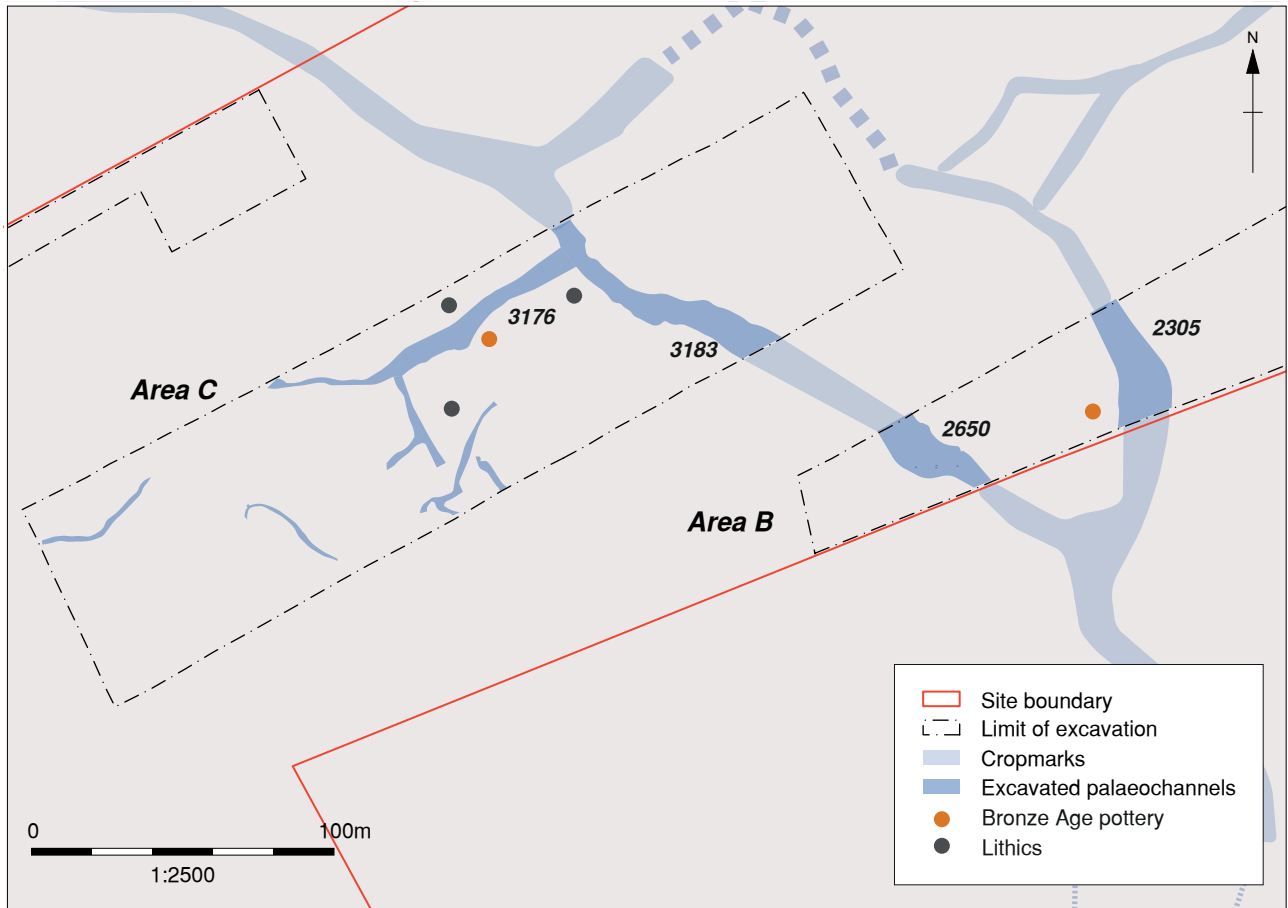 N
3176
2305
3183
Area C
2650
Area B
Site boundary
Limit of excavation
Cropmarks
Excavated palaeochannels
Bronze Age pottery
Lithics
0 100m
1:2500